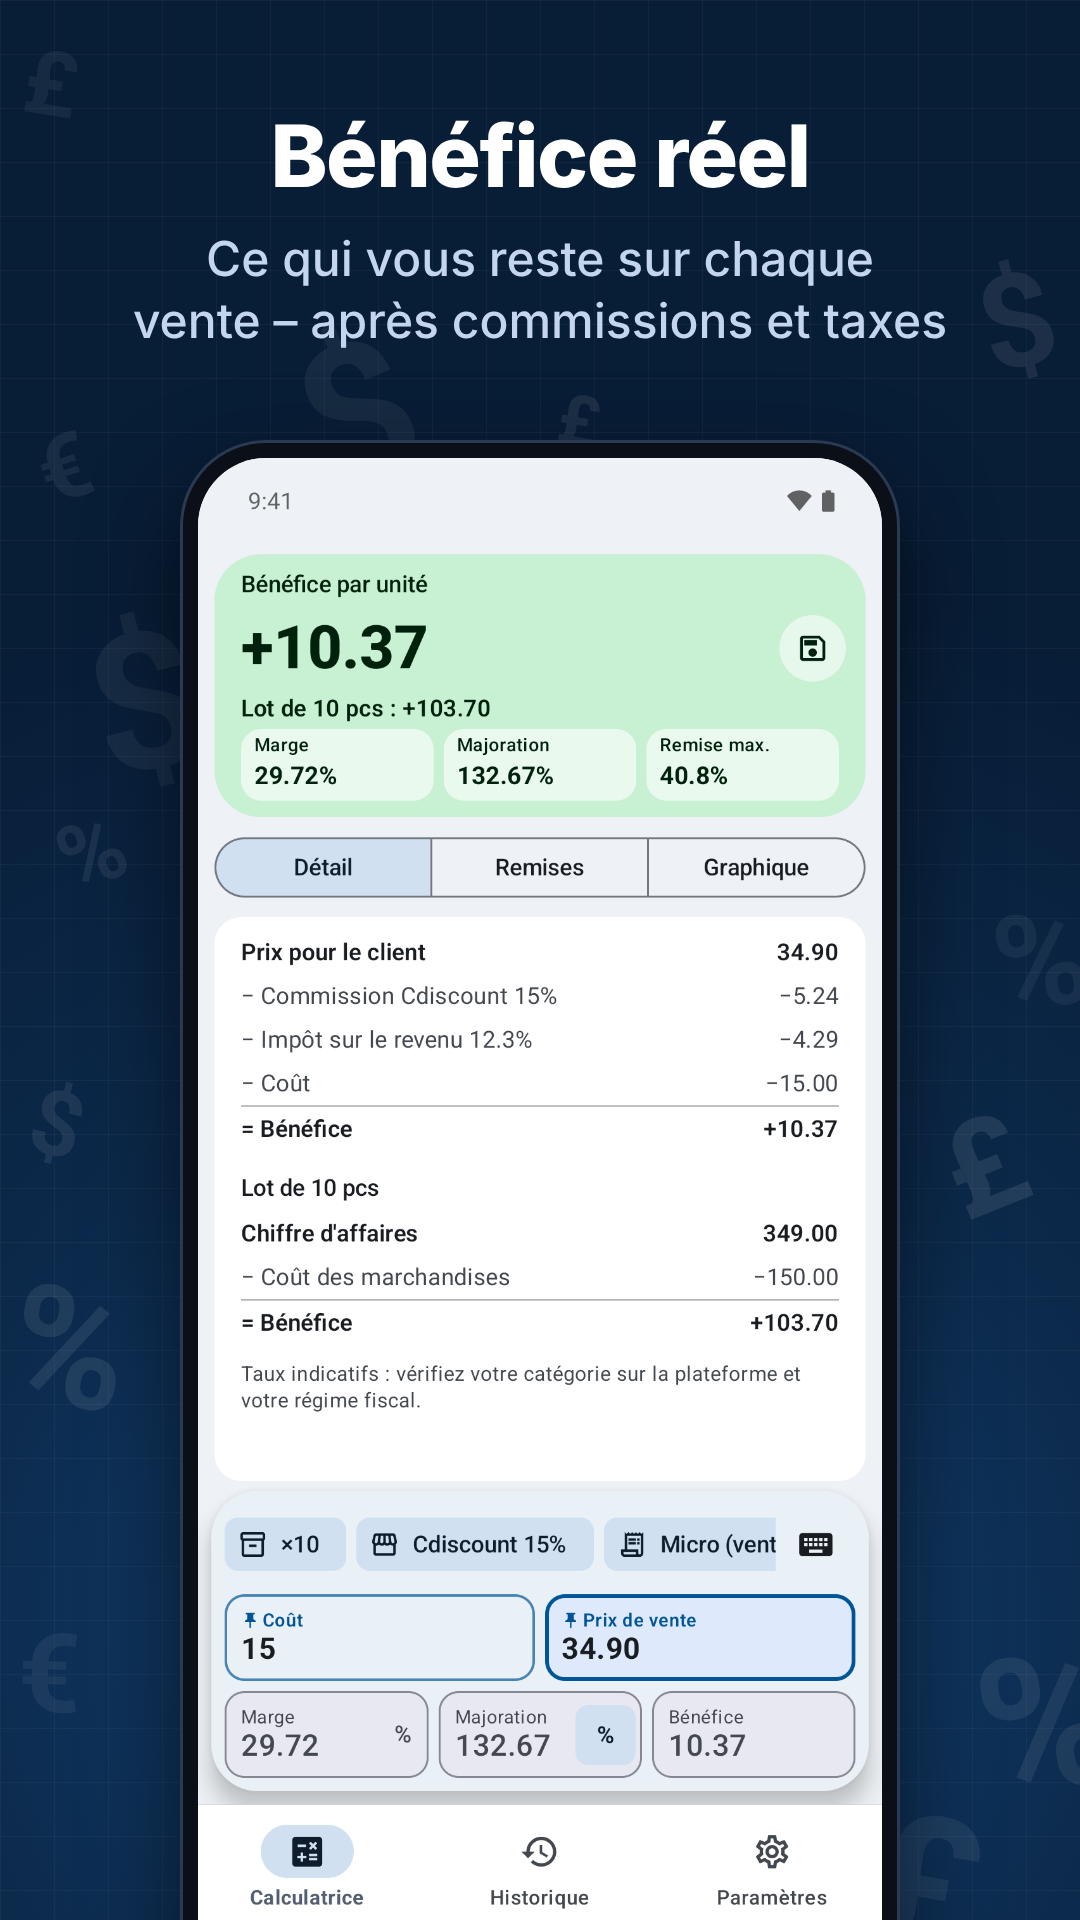 Bénéfice réel
Ce qui vous reste sur chaque
vente – après commissions et taxes
9:41
Bénéfice par unité
+10.37
Lot de 10 pcs : +103.70
Marge
29.72%
Majoration
132.67%
Remise max.
40.8%
Détail
Remises
Graphique
Prix pour le client 34.90
− Commission Cdiscount 15% −5.24
− Impôt sur le revenu 12.3% −4.29
− Coût −15.00
= Bénéfice +10.37
Lot de 10 pcs
Chiffre d'affaires 349.00
− Coût des marchandises −150.00
= Bénéfice +103.70
Taux indicatifs : vérifiez votre catégorie sur la plateforme et
votre régime fiscal.
×10
Cdiscount 15%
Micro (vent
Coût
15
Prix de vente
34.90
Marge
29.72 %
Majoration
132.67 %
Bénéfice
10.37
Calculatrice
Historique
Paramètres